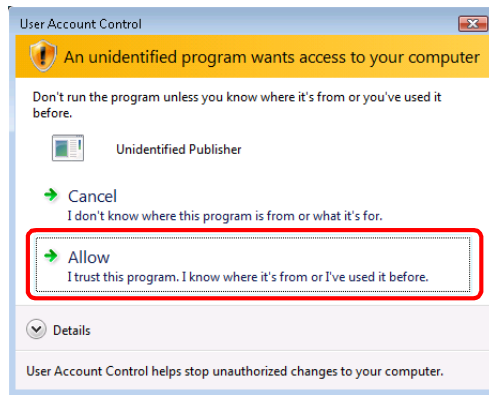 User Account Control
An unidentified program wants access to your computer
Don't run the program unless you know where it's from or you've used it
before.
Unidentified Publisher
Cancel
I don't know where this program is from or what it's for.
Allow
I trust this program. I know where it's from or I've used it before.
Details
User Account Control helps stop unauthorized changes to your computer.